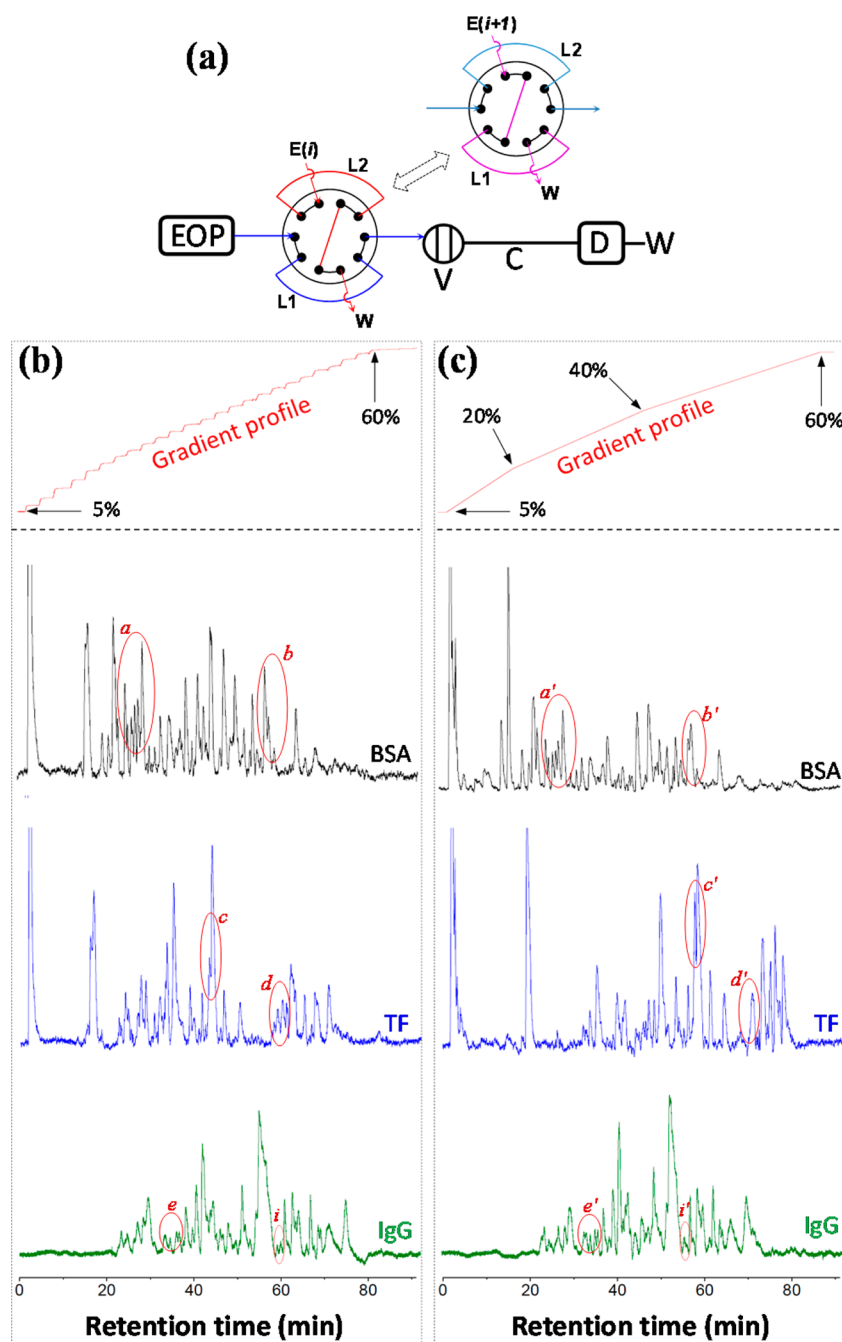 (a)
E(i+1)
L2
L1
W
E(i)
L2
EOP
V
C
D
W
L1
W
(b)
Gradient profile
60%
5%
(c)
20%
40%
Gradient profile
60%
5%
a
b
BSA
a'
b'
BSA
c
d
TF
c'
d'
TF
e
i
IgG
e'
i'
IgG
0 20 40 60 80
0 20 40 60 80
Retention time (min)
Retention time (min)